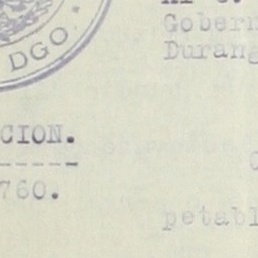 Gobern
Durang
DGO.
CION.
760.
petabl